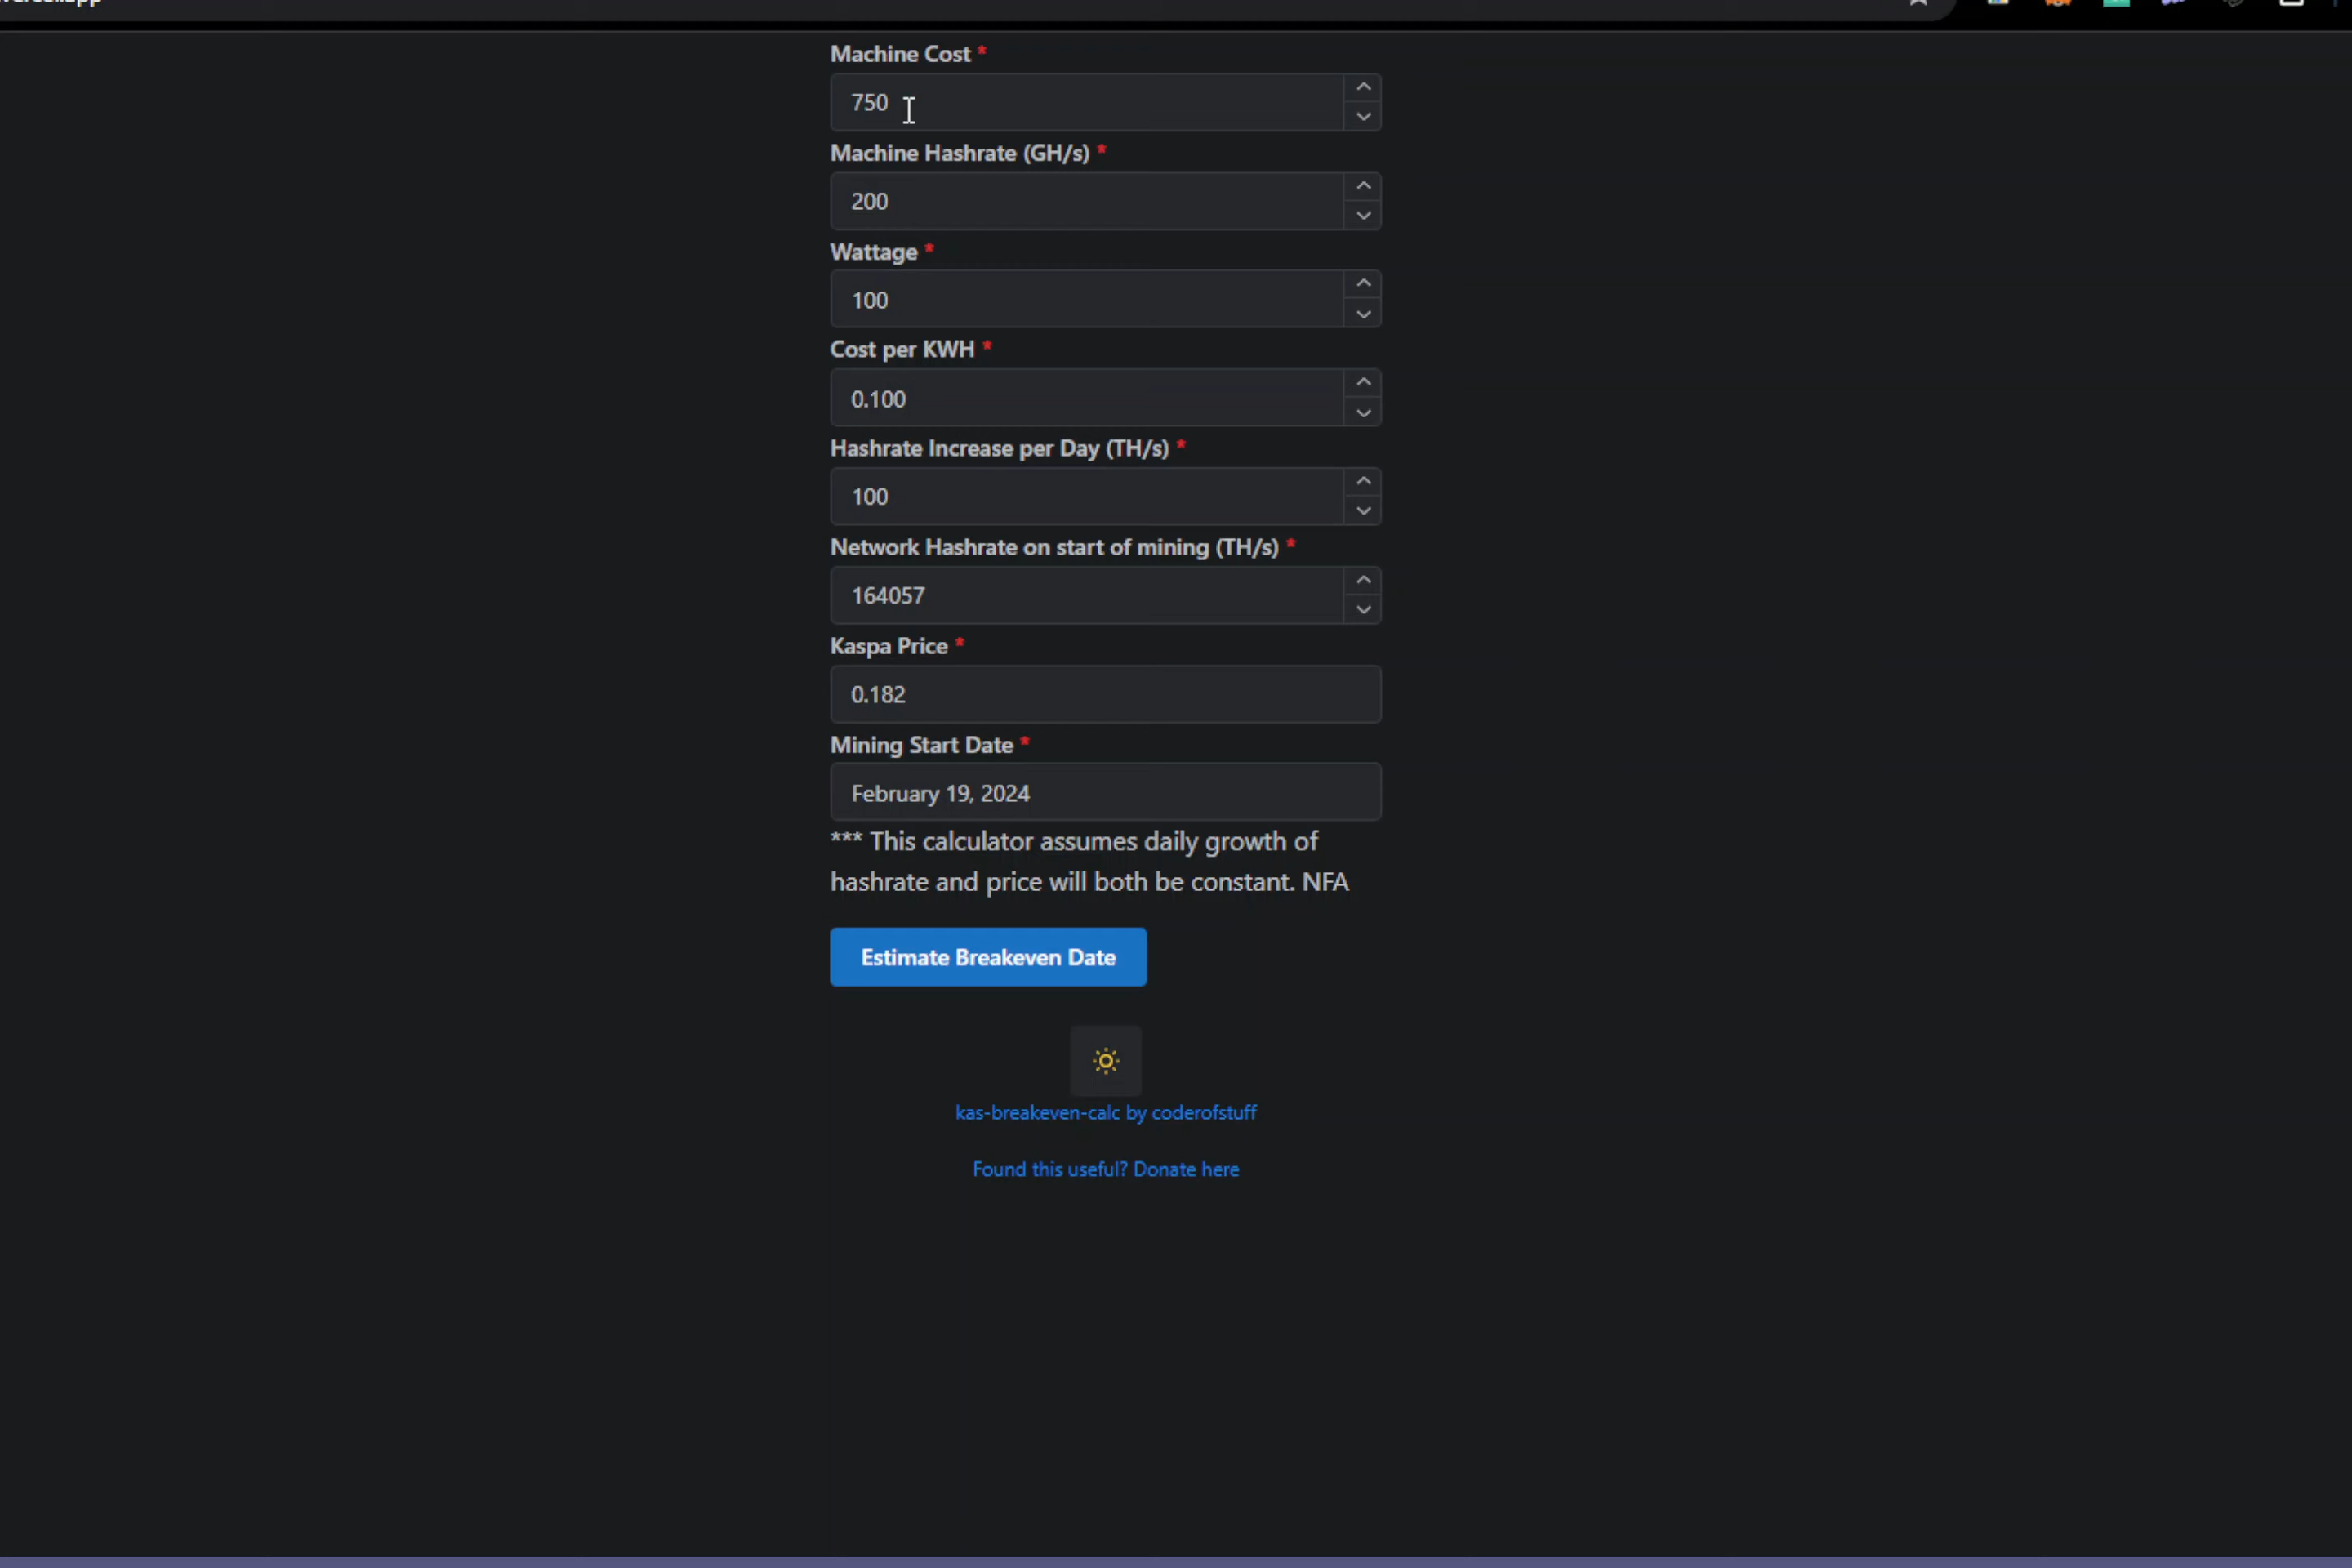 Machine Cost *
750
Machine Hashrate (GH/s) *
200
Wattage *
100
Cost per KWH *
0.100
Hashrate Increase per Day (TH/s) *
100
Network Hashrate on start of mining (TH/s) *
164057
Kaspa Price *
0.182
Mining Start Date *
February 19, 2024
*** This calculator assumes daily growth of
hashrate and price will both be constant. NFA
Estimate Breakeven Date
kas-breakeven-calc by coderofstuff
Found this useful? Donate here